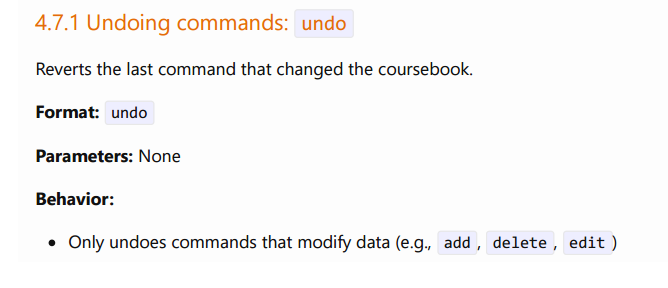 4.7.1 Undoing commands: undo
Reverts the last command that changed the coursebook.
Format: undo
Parameters: None
Behavior:
• Only undoes commands that modify data (e.g., add, delete, edit)